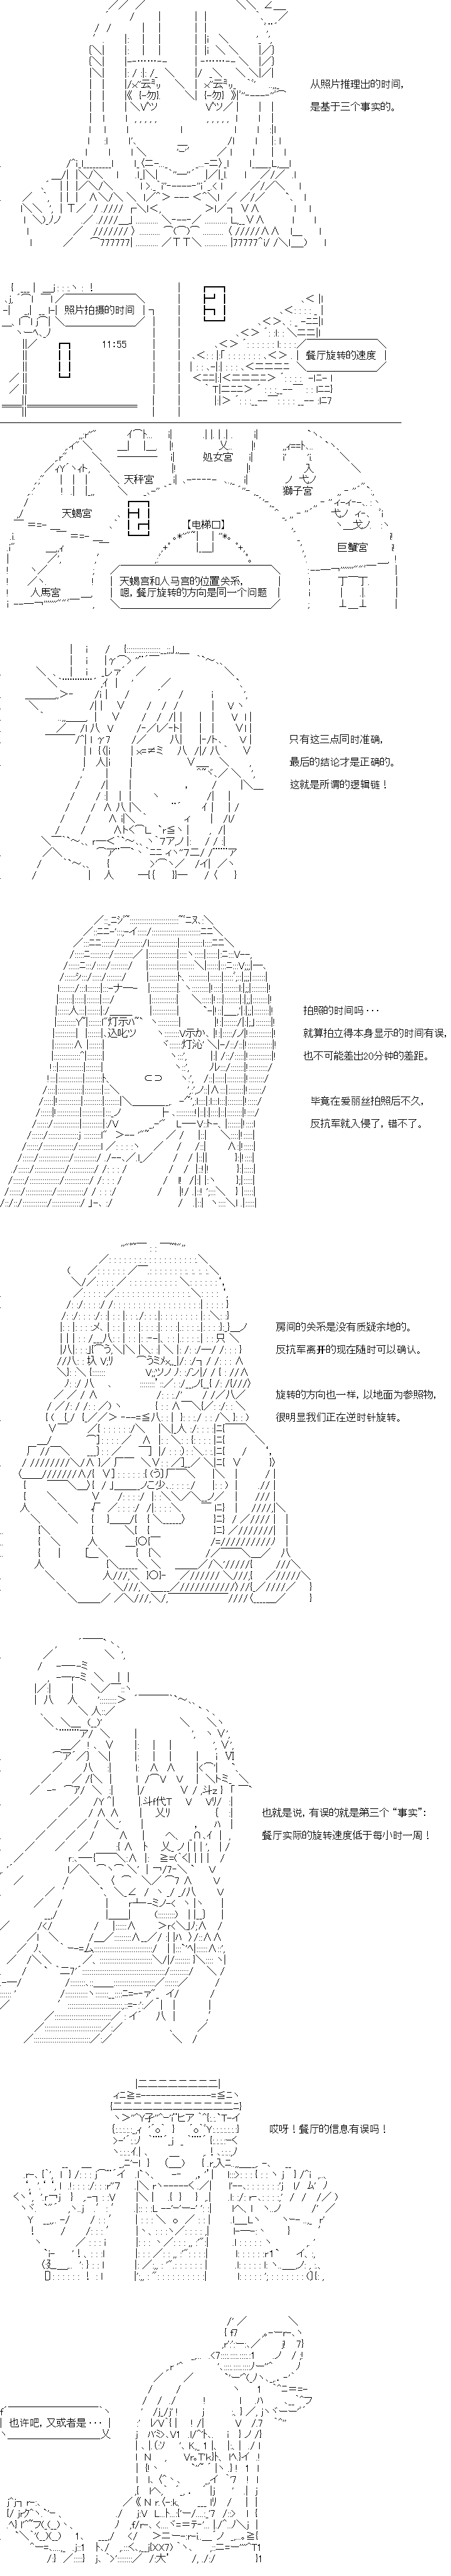 从照片推理出的时间,
是基于三个事实的。
照片拍摄的时间
11:55
餐厅旋转的速度
天秤宮
処女宮
獅子宮
天蝎宮
【电梯口】
巨蟹宮
人馬宮
天蝎宫和人马宫的位置关系,
嗯,餐厅旋转的方向是同一个问题
只有这三点同时准确,
最后的结论才是正确的。
这就是所谓的逻辑链!
拍照的时间吗···
就算拍立得本身显示的时间有误,
也不可能差出20分钟的差距。
毕竟在爱丽丝拍照后不久,
反抗军就入侵了,错不了。
房间的关系是没有质疑余地的。
反抗军离开的现在随时可以确认。
旋转的方向也一样,以地面为参照物,
很明显我们正在逆时针旋转。
也就是说,有误的就是第三个“事实”:
餐厅实际的旋转速度低于每小时一周!
哎呀!餐厅的信息有误吗!
也许吧,又或者是···